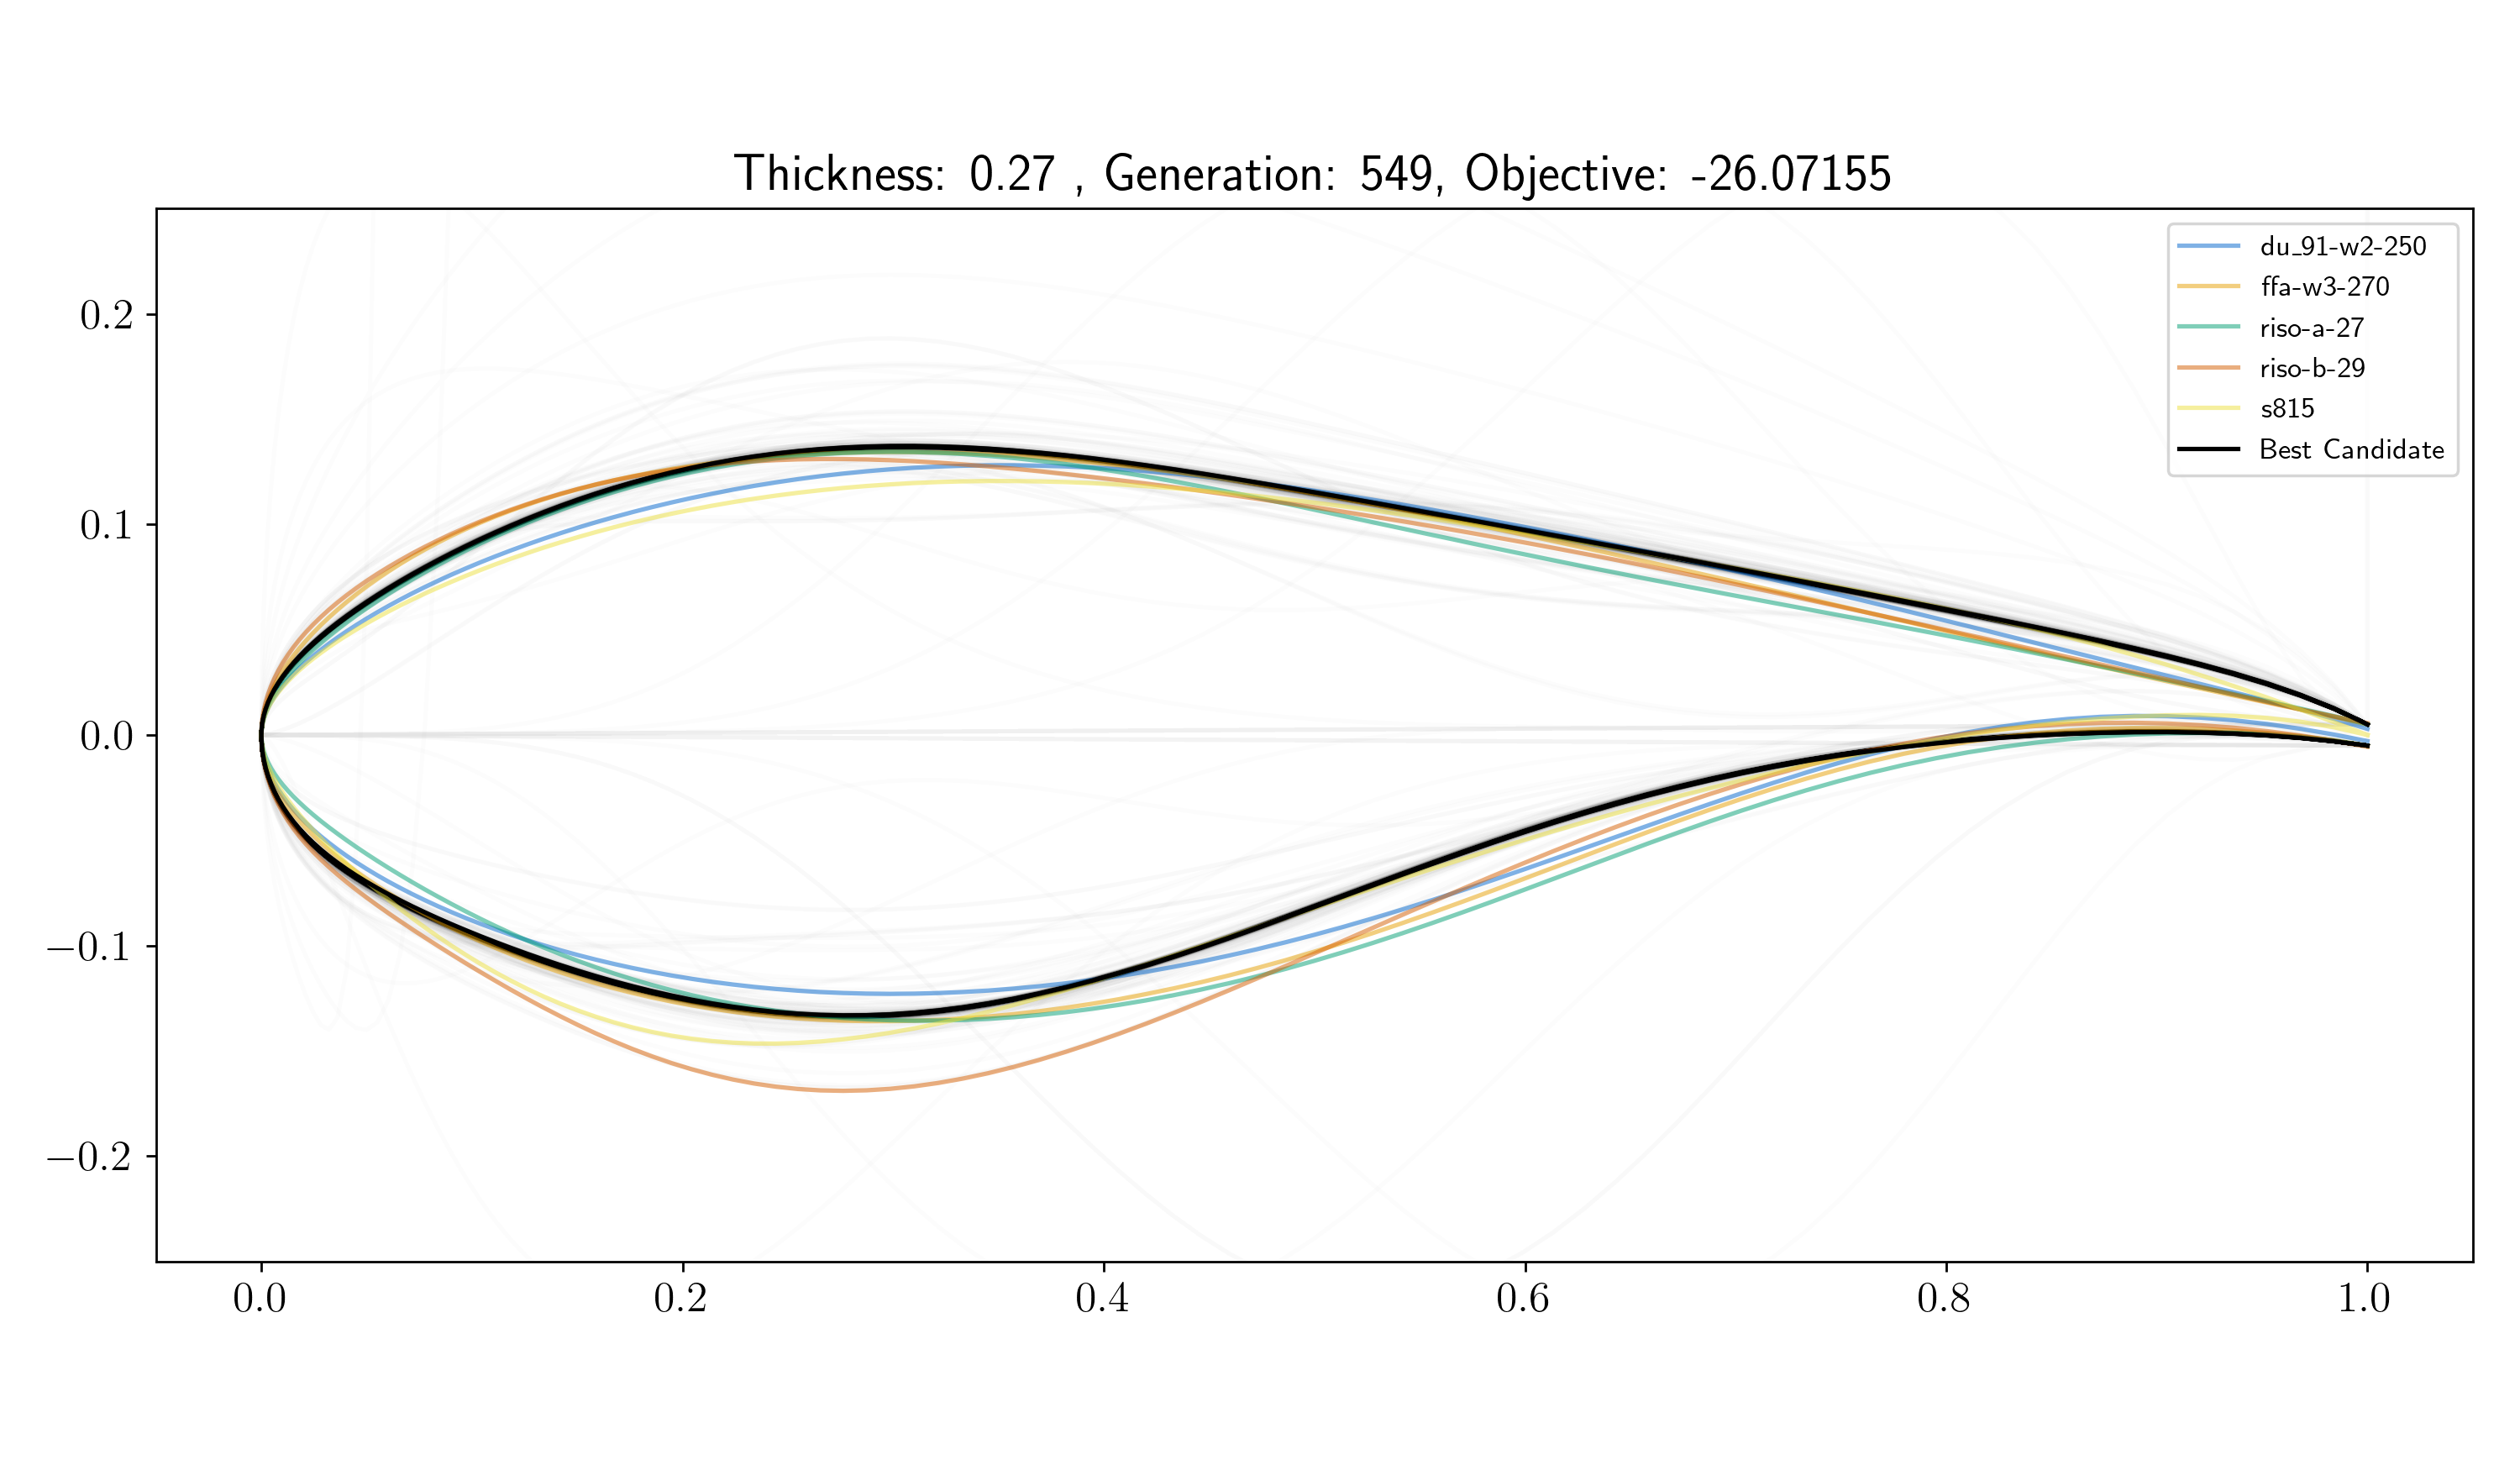 Thickness: 0.27 , Generation: 549, Objective: -26.07155
du_91-w2-250
ffa-w3-270
riso-a-27
riso-b-29
s815
Best Candidate
0.2
0.1
0.0
−0.1
−0.2
0.0 0.2 0.4 0.6 0.8 1.0